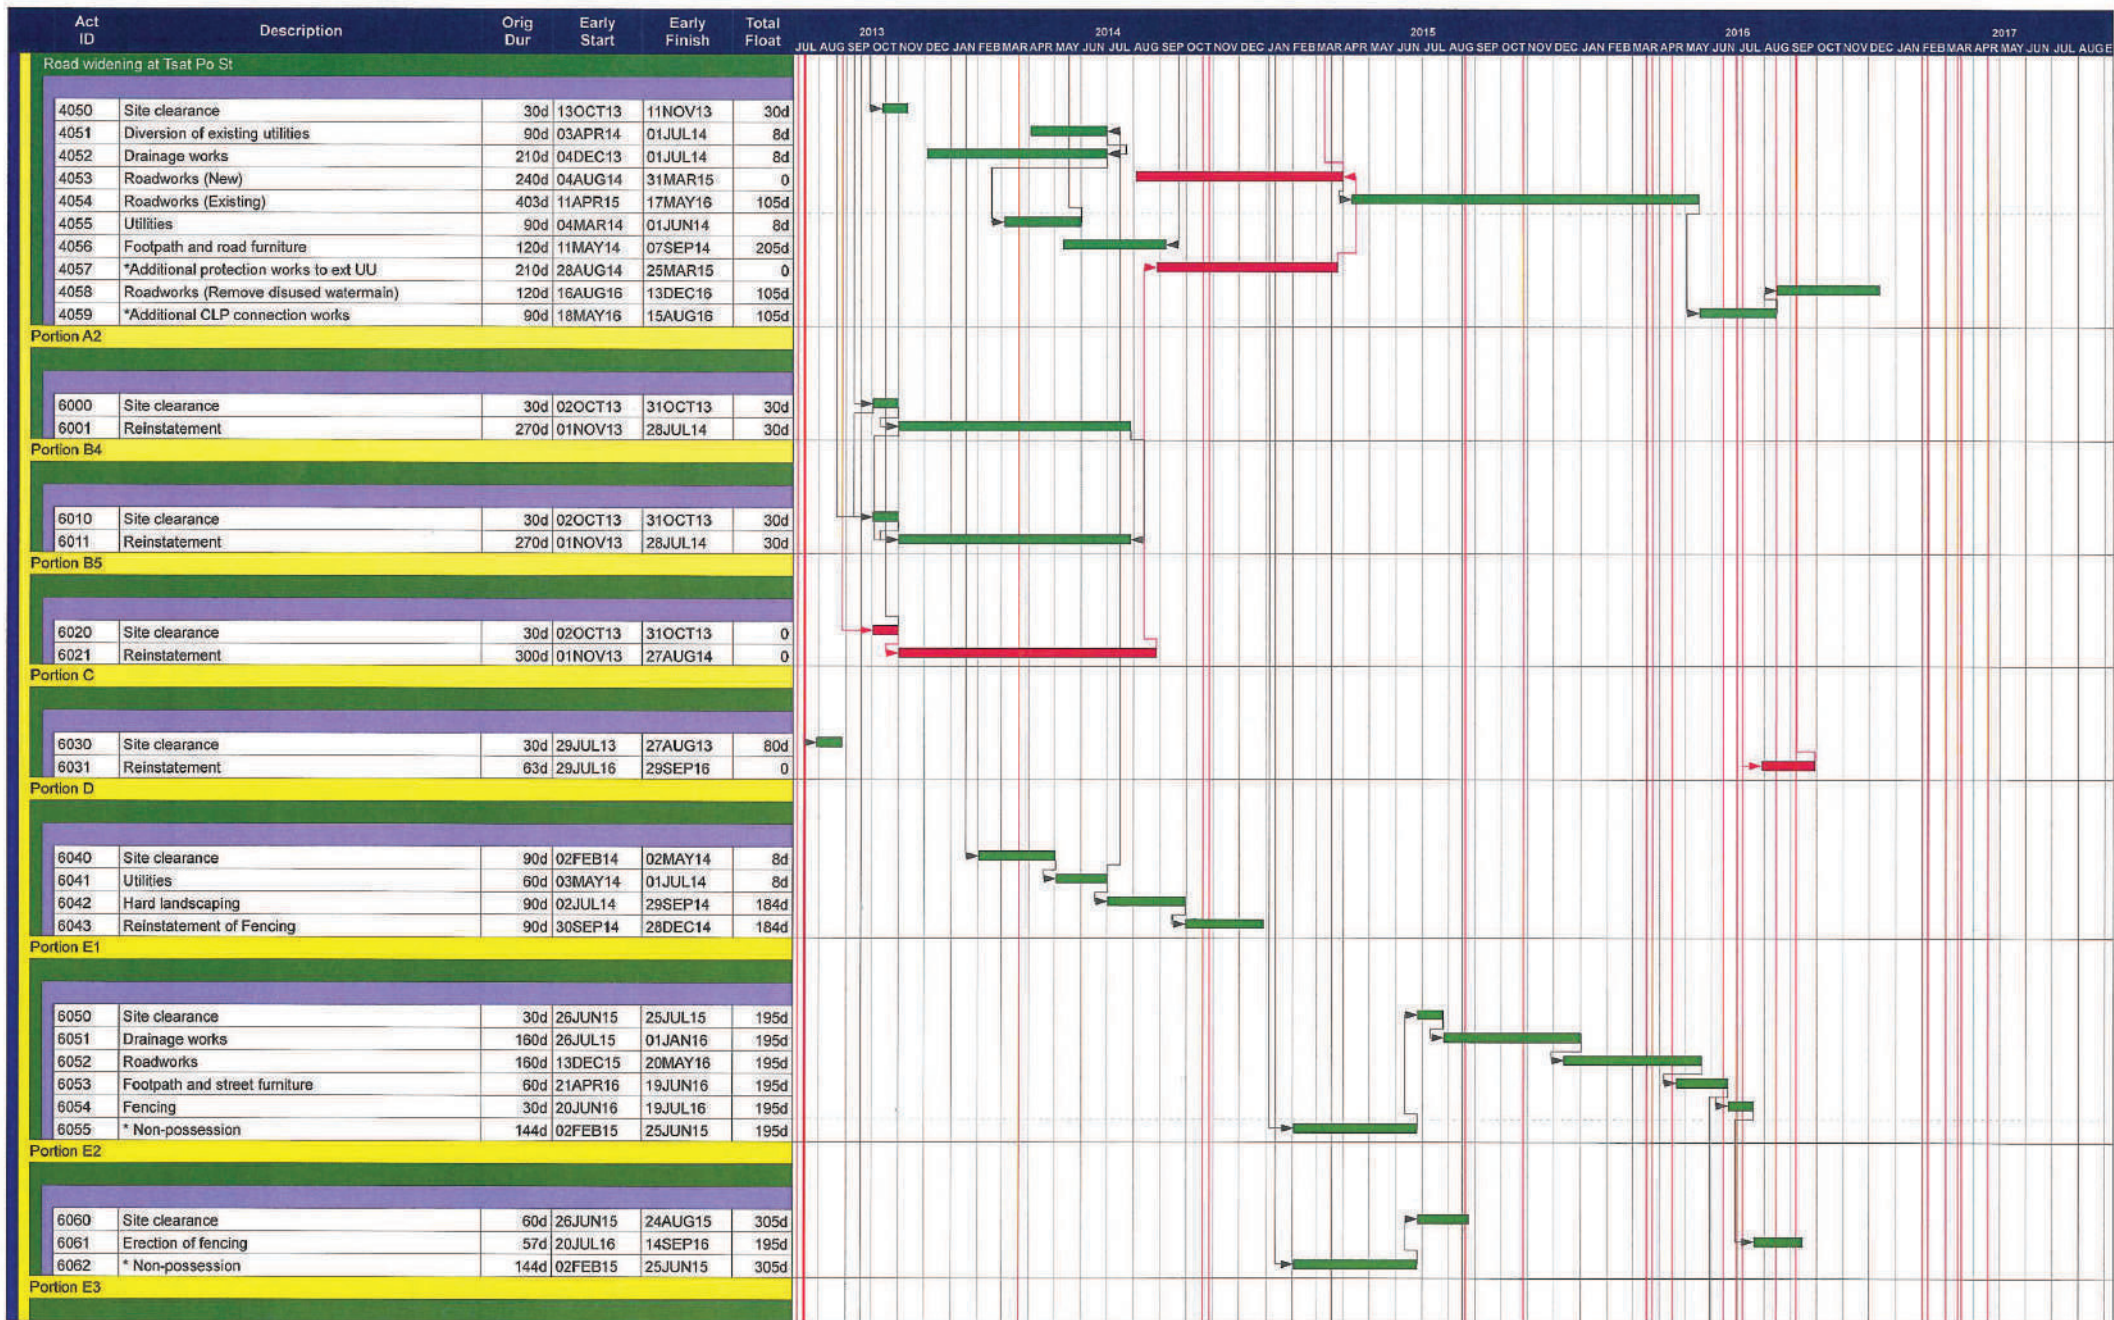 Act ID Description Orig Dur Early Start Early Finish Total Float
2013 2014 2015 2016 2017
JUL AUG SEP OCT NOV DEC JAN FEB MAR APR MAY JUN JUL AUG SEP OCT NOV DEC JAN FEB MAR APR MAY JUN JUL AUG SEP OCT NOV DEC JAN FEB MAR APR MAY JUN JUL AUG SEP OCT NOV DEC JAN FEB MAR APR MAY JUN JUL AUG
Road widening at Tsat Po St
4050 Site clearance 30d 13OCT13 11NOV13 30d
4051 Diversion of existing utilities 90d 03APR14 01JUL14 8d
4052 Drainage works 210d 04DEC13 01JUL14 8d
4053 Roadworks (New) 240d 04AUG14 31MAR15 0
4054 Roadworks (Existing) 403d 11APR15 17MAY16 105d
4055 Utilities 90d 04MAR14 01JUN14 8d
4056 Footpath and road furniture 120d 11MAY14 07SEP14 205d
4057 *Additional protection works to ext UU 210d 28AUG14 25MAR15 0
4058 Roadworks (Remove disused watermain) 120d 16AUG16 13DEC16 105d
4059 *Additional CLP connection works 90d 18MAY16 15AUG16 105d
Portion A2
6000 Site clearance 30d 02OCT13 31OCT13 30d
6001 Reinstatement 270d 01NOV13 28JUL14 30d
Portion B4
6010 Site clearance 30d 02OCT13 31OCT13 30d
6011 Reinstatement 270d 01NOV13 28JUL14 30d
Portion B5
6020 Site clearance 30d 02OCT13 31OCT13 0
6021 Reinstatement 300d 01NOV13 27AUG14 0
Portion C
6030 Site clearance 30d 29JUL13 27AUG13 80d
6031 Reinstatement 63d 29JUL16 29SEP16 0
Portion D
6040 Site clearance 90d 02FEB14 02MAY14 8d
6041 Utilities 60d 03MAY14 01JUL14 8d
6042 Hard landscaping 90d 02JUL14 29SEP14 184d
6043 Reinstatement of Fencing 90d 30SEP14 28DEC14 184d
Portion E1
6050 Site clearance 30d 26JUN15 25JUL15 195d
6051 Drainage works 160d 26JUL15 01JAN16 195d
6052 Roadworks 160d 13DEC15 20MAY16 195d
6053 Footpath and street furniture 60d 21APR16 19JUN16 195d
6054 Fencing 30d 20JUN16 19JUL16 195d
6055 * Non-possession 144d 02FEB15 25JUN15 195d
Portion E2
6060 Site clearance 60d 26JUN15 24AUG15 305d
6061 Erection of fencing 57d 20JUL16 14SEP16 195d
6062 * Non-possession 144d 02FEB15 25JUN15 305d
Portion E3